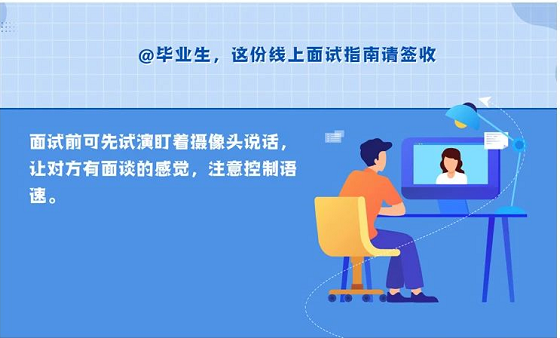 @毕业生，这份线上面试指南请签收
面试前可先试演盯着摄像头说话，
让对方有面谈的感觉，注意控制语
速。